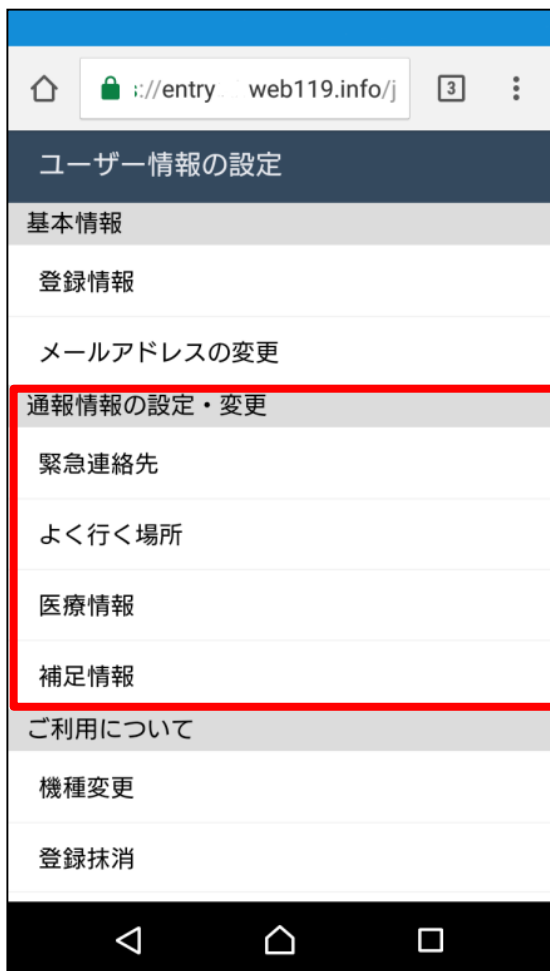 ://entry web119.info/j
3
ユーザー情報の設定
基本情報
登録情報
メールアドレスの変更
通報情報の設定・変更
緊急連絡先
よく行く場所
医療情報
補足情報
ご利用について
機種変更
登録抹消